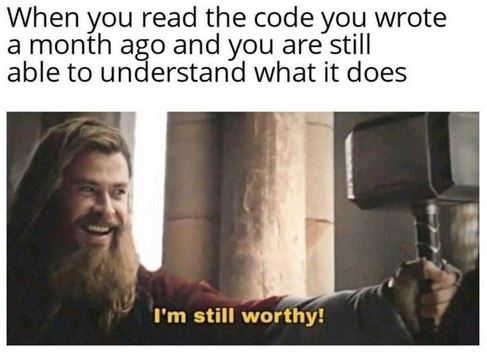 When you read the code you wrote
a month ago and you are still
able to understand what it does
I'm still worthy!